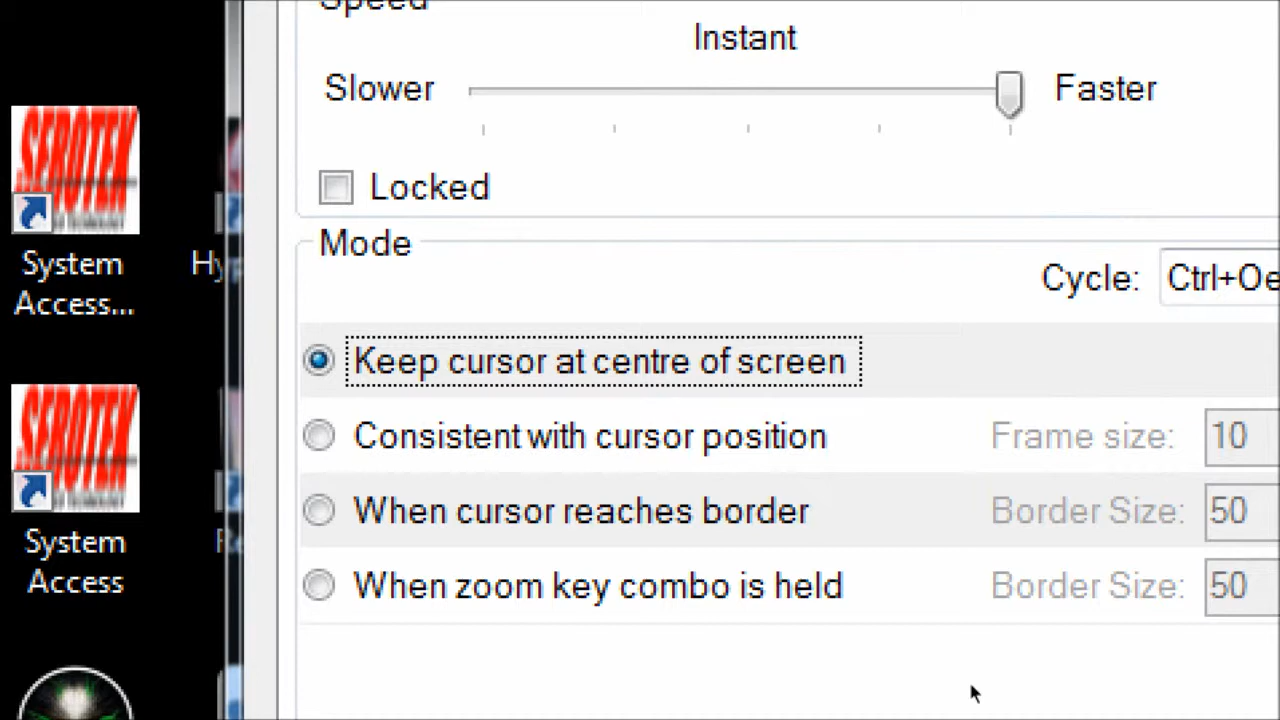 Speed
Instant
Slower
Faster
Locked
Mode
Cycle: Ctrl+Oe
Keep cursor at centre of screen
Consistent with cursor position Frame size: 10
When cursor reaches border Border Size: 50
When zoom key combo is held Border Size: 50
SEROTEK
System
Access...
SEROTEK
System
Access
Hyp
Re